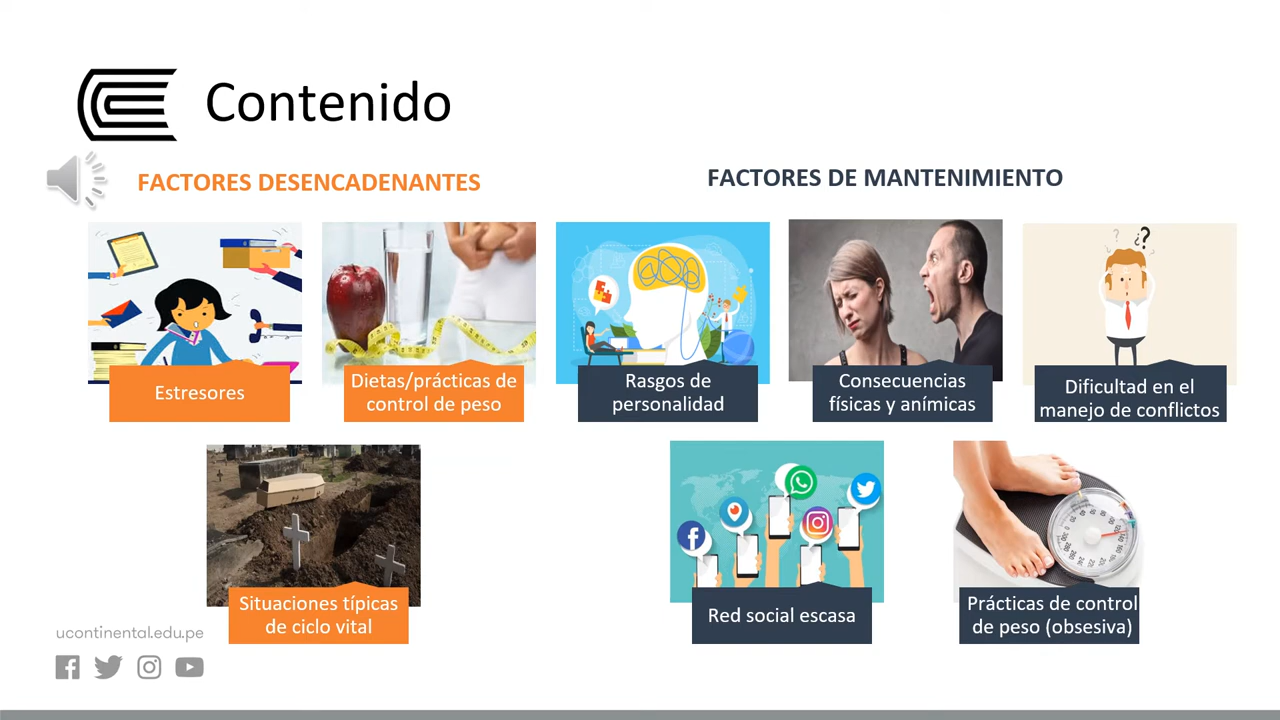 Contenido
FACTORES DESENCADENANTES
FACTORES DE MANTENIMIENTO
Estresores
Dietas/prácticas de
control de peso
Rasgos de
personalidad
Consecuencias
físicas y anímicas
Dificultad en el
manejo de conflictos
Situaciones típicas
de ciclo vital
Red social escasa
Prácticas de control
de peso (obsesiva)
ucontinental.edu.pe